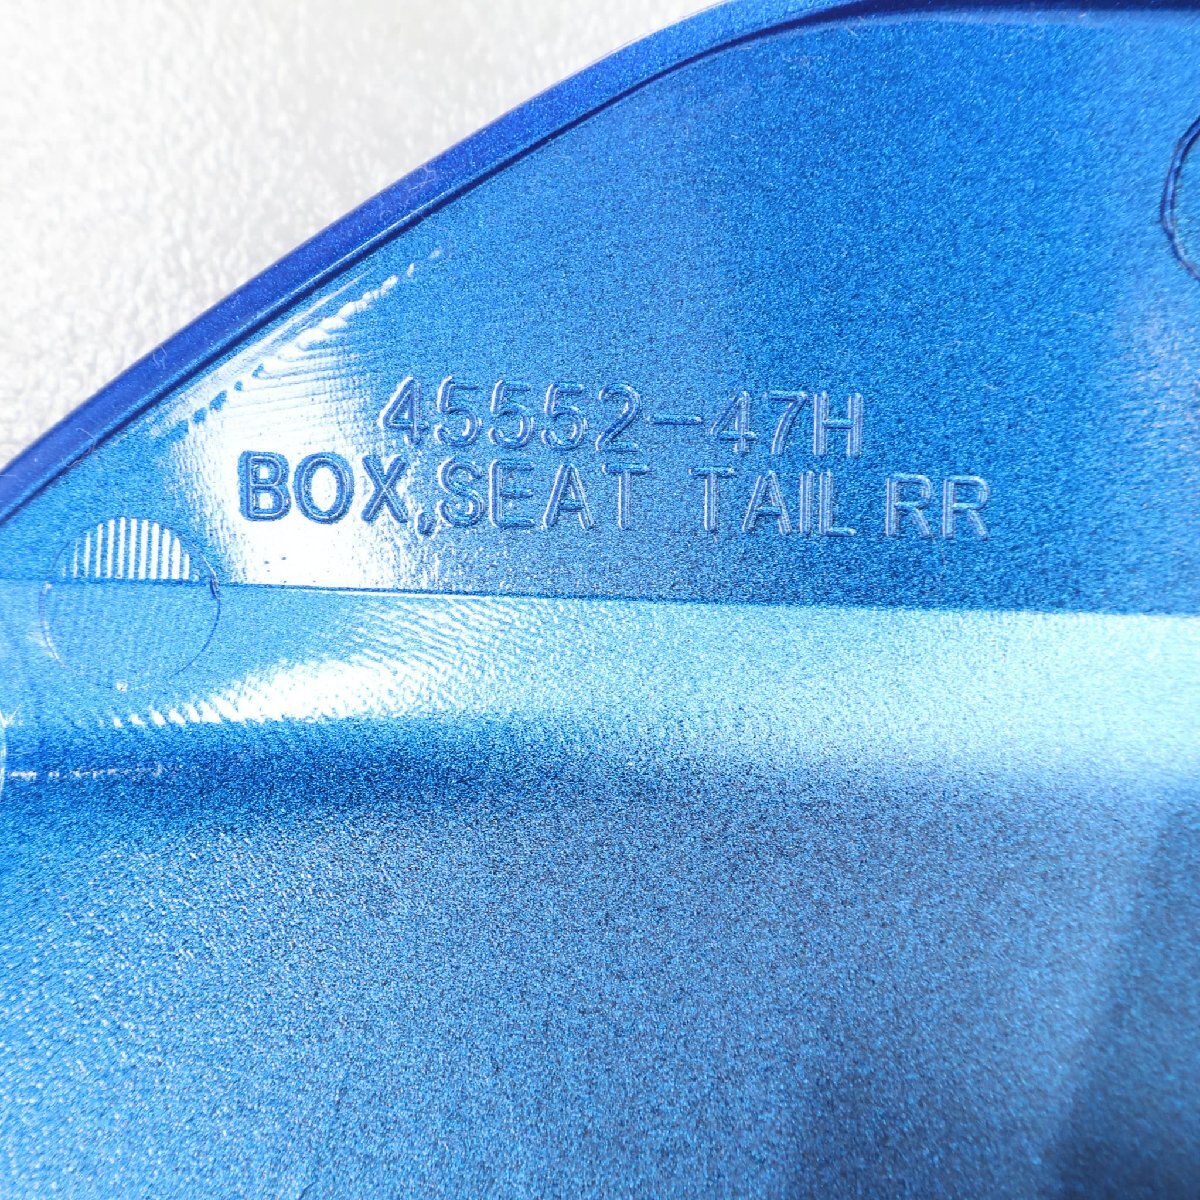 45552-47H
BOX,SEAT TAIL RR